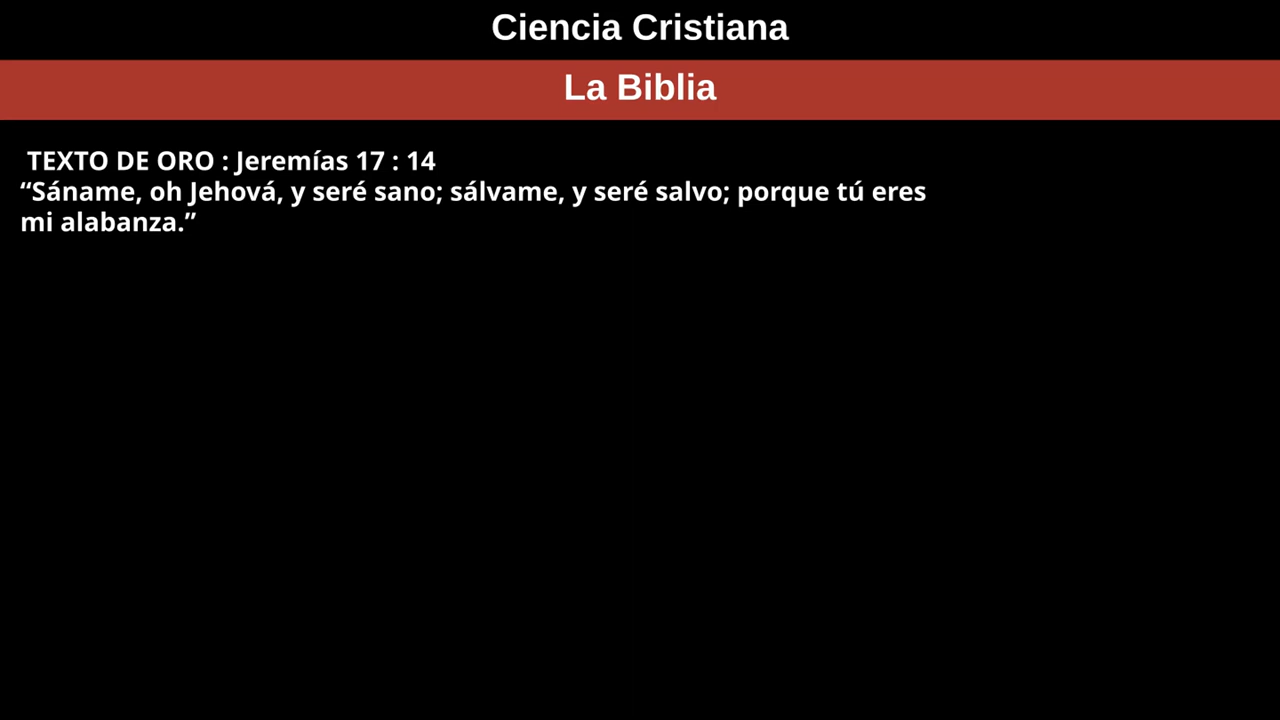 Ciencia Cristiana
La Biblia
TEXTO DE ORO : Jeremías 17 : 14
“Sáname, oh Jehová, y seré sano; sálvame, y seré salvo; porque tú eres
mi alabanza.”